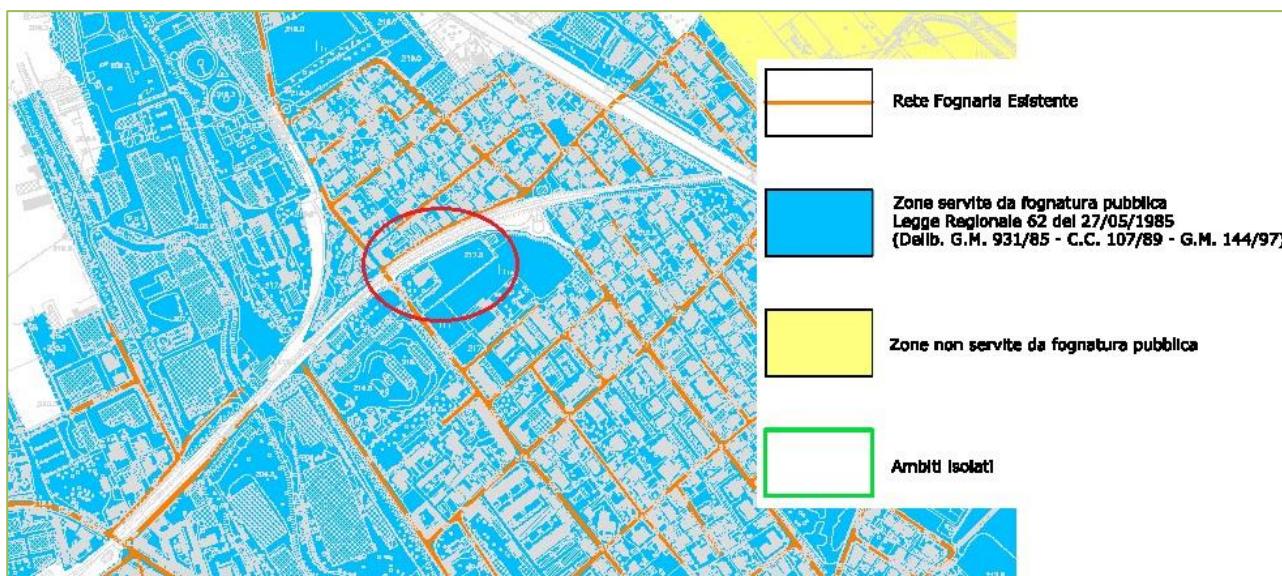 Rete Fognaria Esistente
Zone servite da fognatura pubblica
Legge Regionale 62 del 27/05/1985
(Delib. G.M. 931/85 - C.C. 107/89 - G.M. 144/97)
Zone non servite da fognatura pubblica
Ambiti isolati